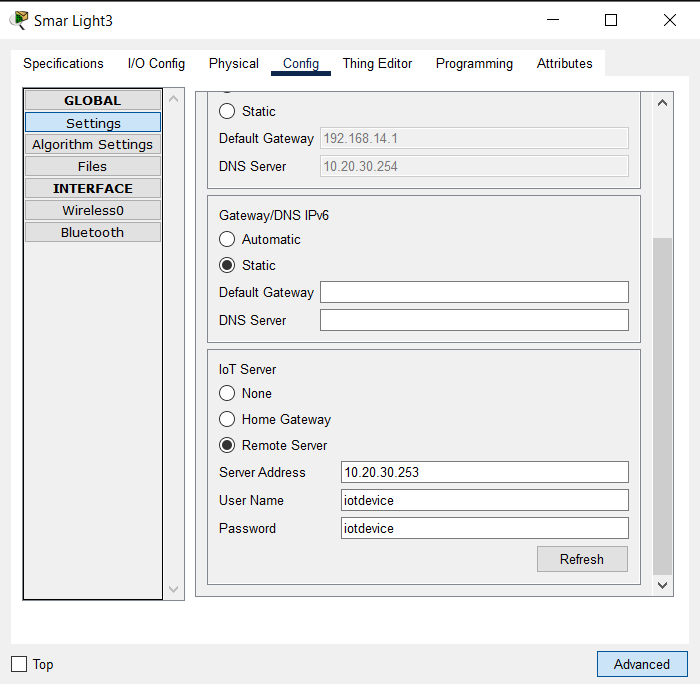 Smar Light3
Specifications I/O Config Physical Config Thing Editor Programming Attributes
GLOBAL
Settings
Algorithm Settings
Files
INTERFACE
Wireless0
Bluetooth
Static
Default Gateway 192.168.14.1
DNS Server 10.20.30.254
Gateway/DNS IPv6
Automatic
Static
Default Gateway
DNS Server
IoT Server
None
Home Gateway
Remote Server
Server Address 10.20.30.253
User Name iotdevice
Password iotdevice
Refresh
Top Advanced